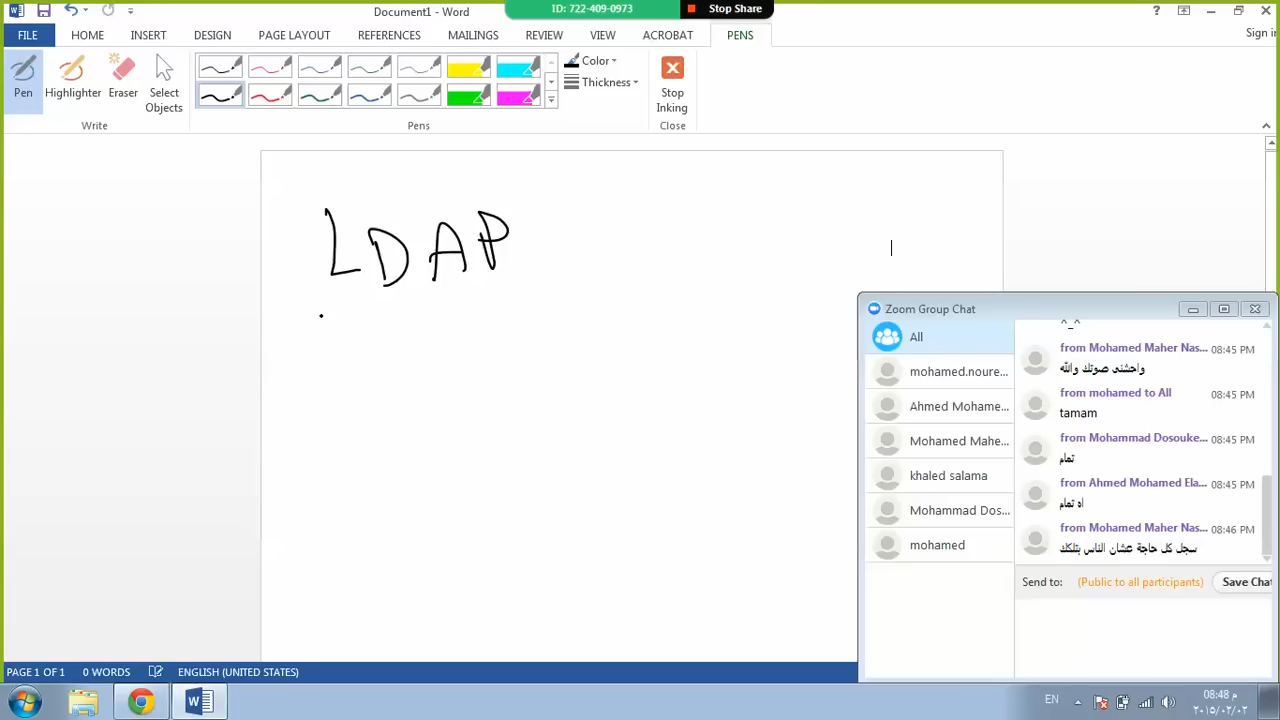 Document1 - Word
ID: 722-409-0973
Stop Share
?
FILE
HOME
INSERT
DESIGN
PAGE LAYOUT
REFERENCES
MAILINGS
REVIEW
VIEW
ACROBAT
PENS
Sign in
Pen
Highlighter
Eraser
Select
Objects
Color
Thickness
Stop
Inking
Write
Pens
Close
LDAP
Zoom Group Chat
All
mohamed.noure...
Ahmed Mohame...
Mohamed Mahe...
khaled salama
Mohammad Dos...
mohamed
^_^
from Mohamed Maher Nas... 08:45 PM
واحشنى صوتك والله
from mohamed to All 08:45 PM
tamam
from Mohammad Dosouke... 08:45 PM
تمام
from Ahmed Mohamed Ela... 08:45 PM
اه تمام
from Mohamed Maher Nas... 08:46 PM
سجل كل حاجة عشان الناس بتلكك
Send to: (Public to all participants) Save Chat
PAGE 1 OF 1
0 WORDS
ENGLISH (UNITED STATES)
EN
08:48 م
٢٠١٥/٠٢/٠٢